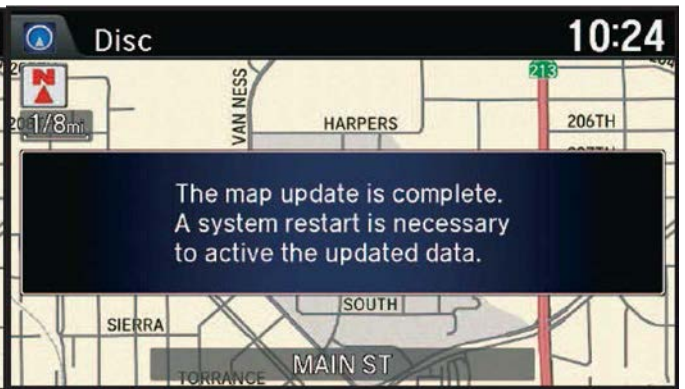 Disc
10:24
213
N
VAN NESS
1/8mi
HARPERS
206TH
The map update is complete.
A system restart is necessary
to active the updated data.
SOUTH
SIERRA
MAIN ST
TORRANCE